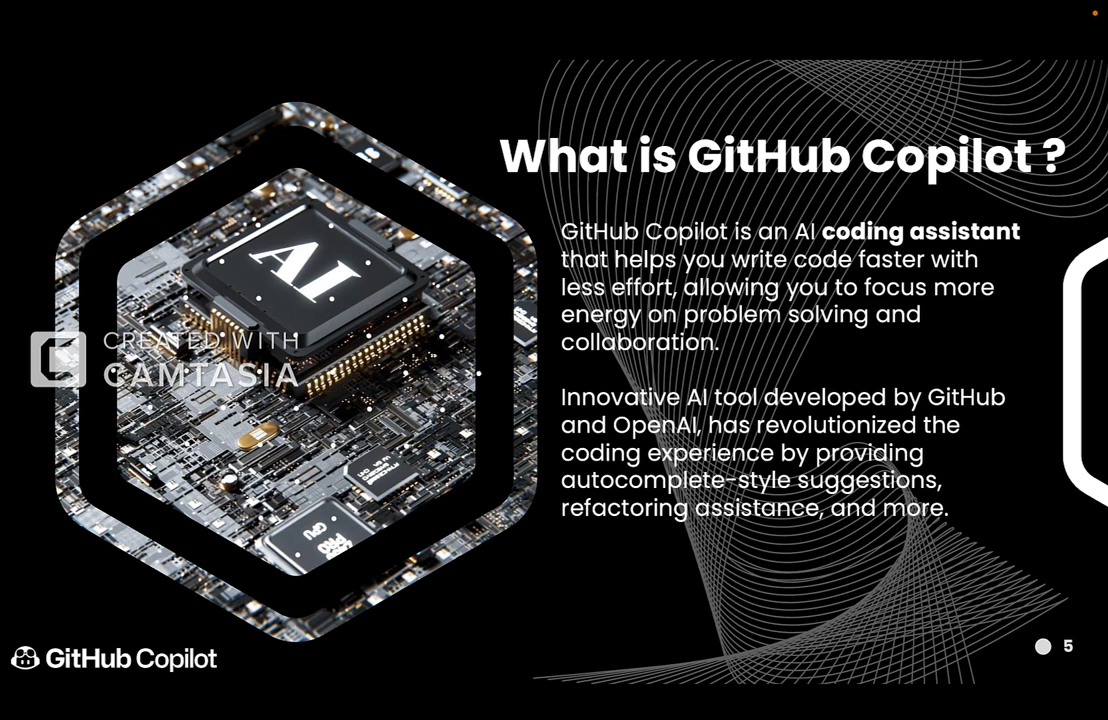 What is GitHub Copilot ?
GitHub Copilot is an AI coding assistant
that helps you write code faster with
less effort, allowing you to focus more
energy on problem solving and
collaboration.
Innovative AI tool developed by GitHub
and OpenAI, has revolutionized the
coding experience by providing
autocomplete-style suggestions,
refactoring assistance, and more.
AI
CREATED WITH
CAMTASIA
GPU
GitHub Copilot
5